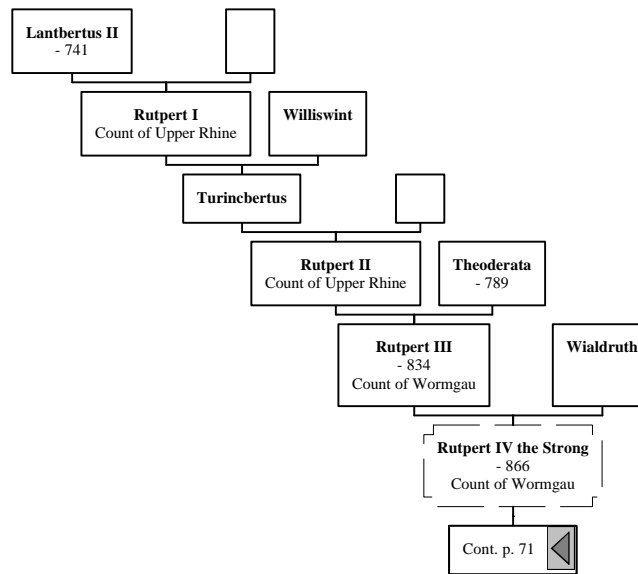 Lantbertus II
- 741
Rutpert I
Count of Upper Rhine
Williswint
Turincbertus
Rutpert II
Count of Upper Rhine
Theoderata
- 789
Rutpert III
- 834
Count of Wormgau
Wialdruth
Rutpert IV the Strong
- 866
Count of Wormgau
Cont. p. 71